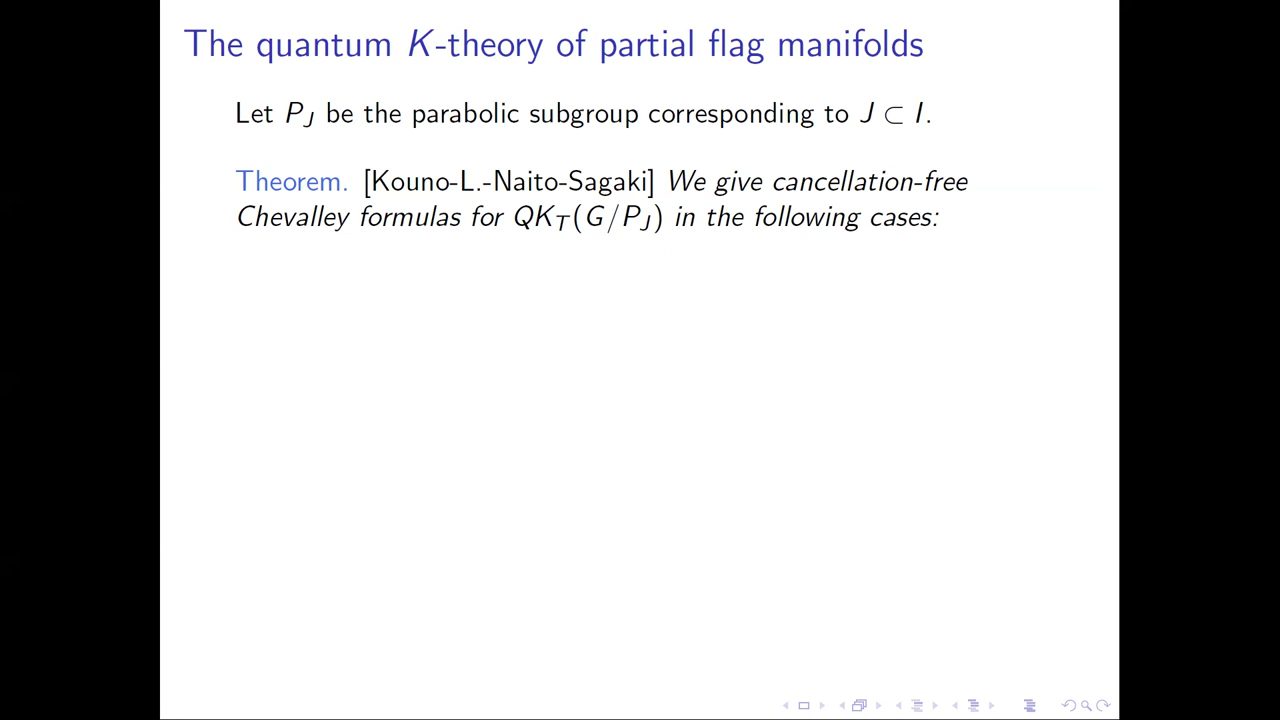 The quantum K-theory of partial flag manifolds
Let P_J be the parabolic subgroup corresponding to J ⊂ I.
Theorem. [Kouno-L.-Naito-Sagaki] We give cancellation-free
Chevalley formulas for QK_T(G/P_J) in the following cases: